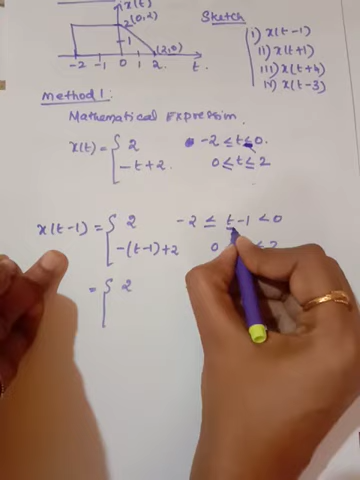 x(t)
2(0,2)
1
(2,0)
-2 -1 0 1 2 t
Sketch
i) x(t-1)
ii) x(t+1)
iii) x(t+4)
iv) x(t-3)
Method 1:
Mathematical Expression.
x(t) = { 2 -2 ≤ t ≤ 0.
-t+2. 0 ≤ t ≤ 2
x(t-1) = { 2 -2 ≤ t-1 < 0
-(t-1)+2 0 ≤ 2
= { 2